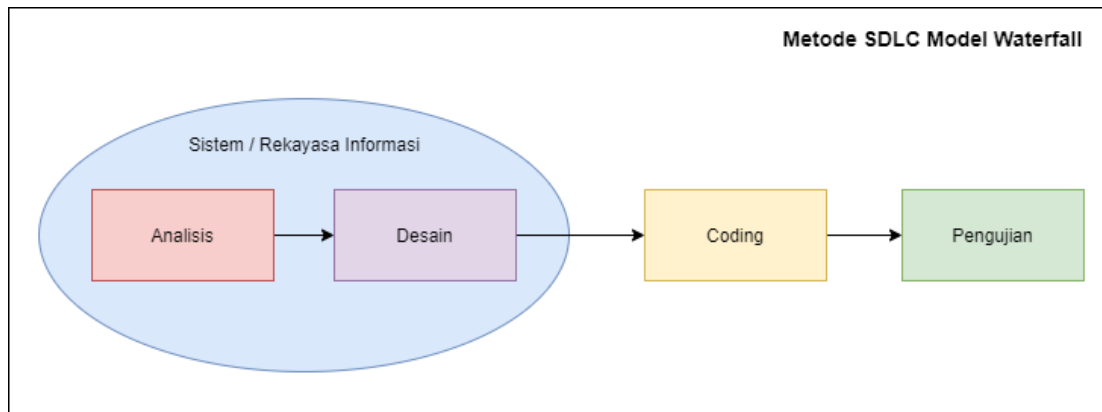 Metode SDLC Model Waterfall
Sistem / Rekayasa Informasi
Analisis
Desain
Coding
Pengujian